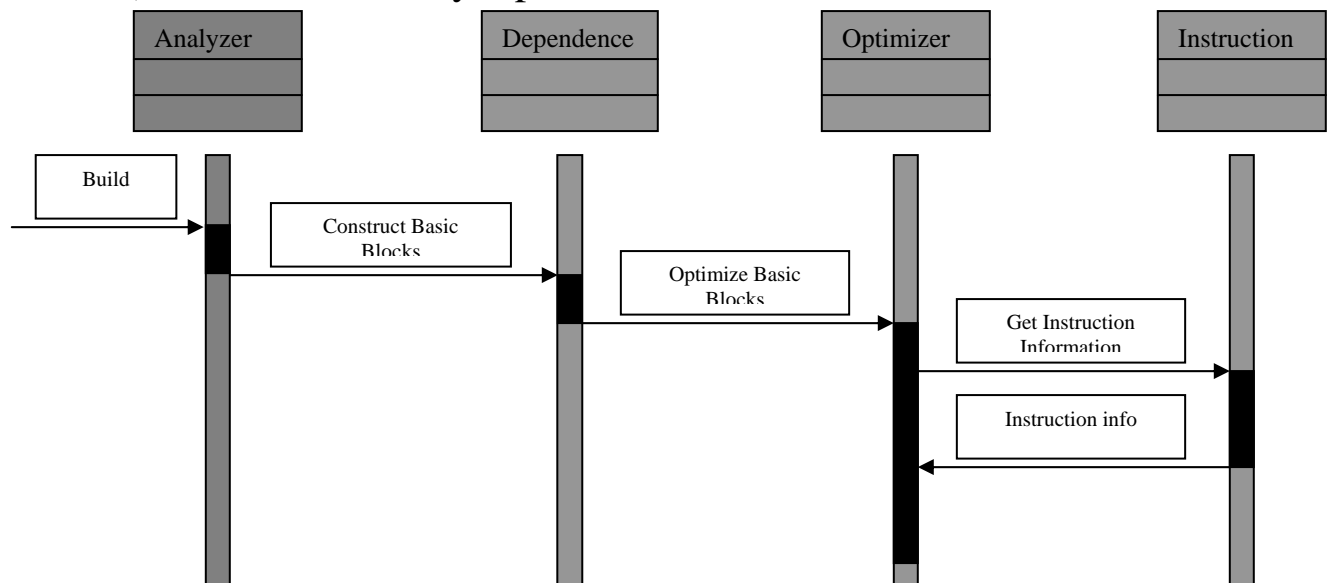 Analyzer
Dependence
Optimizer
Instruction
Build
Construct Basic
Blocks
Optimize Basic
Blocks
Get Instruction
Information
Instruction info